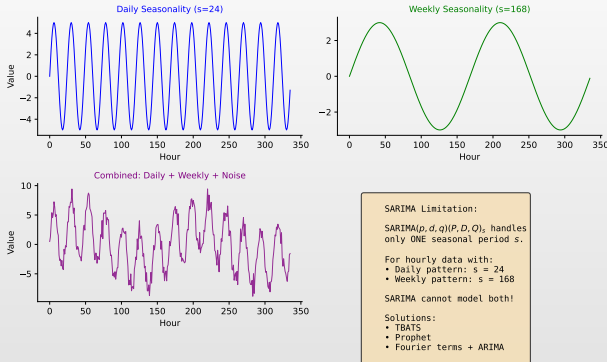 Daily Seasonality (s=24)
Weekly Seasonality (s=168)
4
2
0
−2
−4
Value
0 50 100 150 200 250 300 350
Hour
2
0
−2
0 50 100 150 200 250 300 350
Hour
Combined: Daily + Weekly + Noise
10
5
0
−5
Value
0 50 100 150 200 250 300 350
Hour
SARIMA Limitation:
SARIMA(p, d, q)(P, D, Q)s handles
only ONE seasonal period s.
For hourly data with:
• Daily pattern: s = 24
• Weekly pattern: s = 168
SARIMA cannot model both!
Solutions:
• TBATS
• Prophet
• Fourier terms + ARIMA